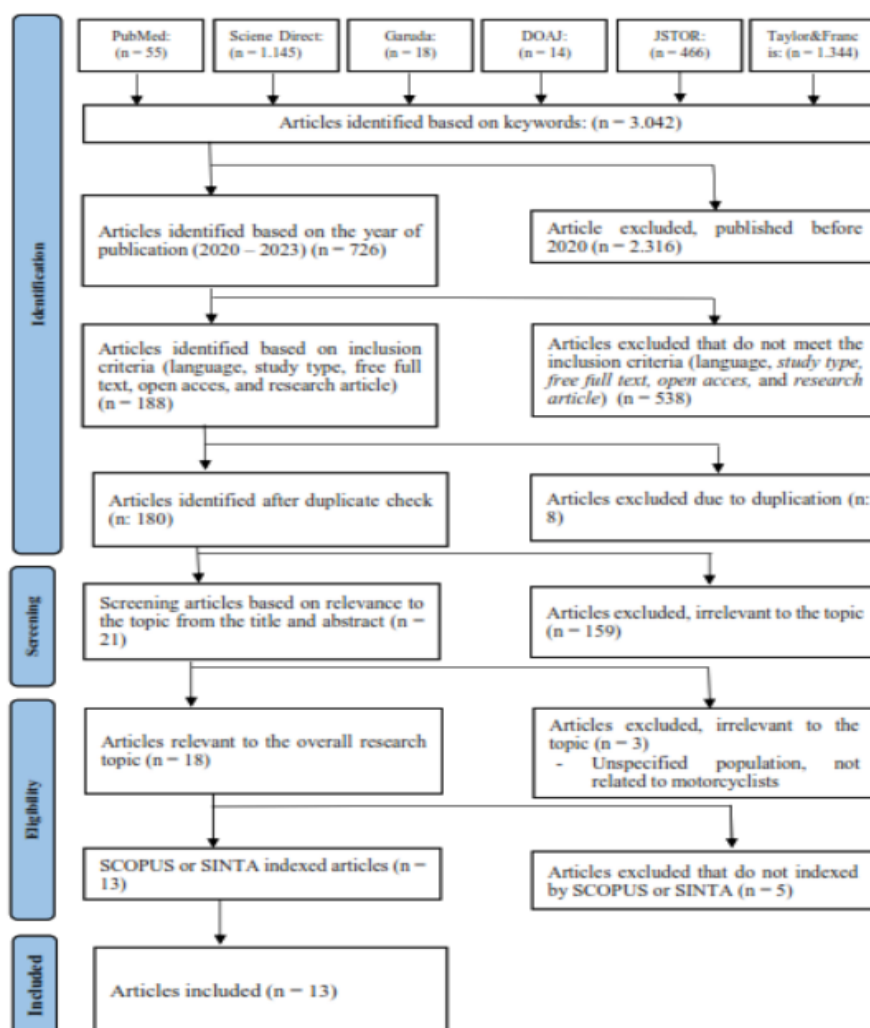 PubMed:
(n = 55)
Sciene Direct:
(n = 1.145)
Garuda:
(n = 18)
DOAJ:
(n = 14)
JSTOR:
(n = 466)
Taylor&Franc
is: (n = 1.344)
Articles identified based on keywords: (n = 3.042)
Identification
Articles identified based on the year of
publication (2020 – 2023) (n = 726)
Article excluded, published before
2020 (n = 2.316)
Articles identified based on inclusion
criteria (language, study type, free full
text, open acces, and research article)
(n = 188)
Articles excluded that do not meet the
inclusion criteria (language, study type,
free full text, open acces, and research
article) (n = 538)
Articles identified after duplicate check
(n: 180)
Articles excluded due to duplication (n:
8)
Screening
Screening articles based on relevance to
the topic from the title and abstract (n =
21)
Articles excluded, irrelevant to the topic
(n = 159)
Eligibility
Articles relevant to the overall research
topic (n = 18)
Articles excluded, irrelevant to the
topic (n = 3)
- Unspecified population, not
related to motorcyclists
SCOPUS or SINTA indexed articles (n =
13)
Articles excluded that do not indexed
by SCOPUS or SINTA (n = 5)
Included
Articles included (n = 13)